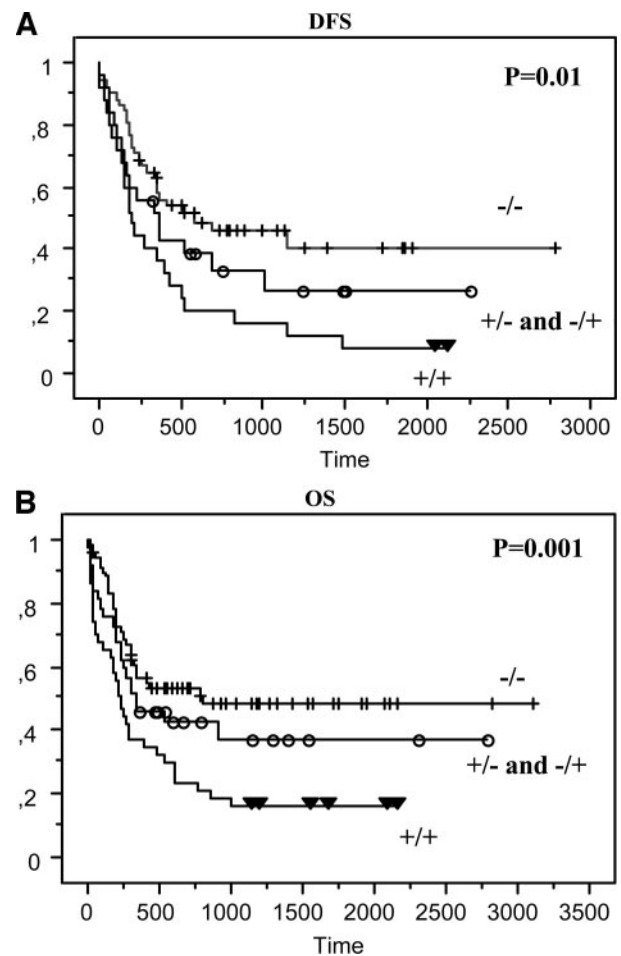 A
DFS
P=0.01
1
,8
,6
,4
,2
0
-/-
+/- and -/+
+/+
0 500 1000 1500 2000 2500 3000
Time
B
OS
P=0.001
1
,8
,6
,4
,2
0
-/-
+/- and -/+
+/+
0 500 1000 1500 2000 2500 3000 3500
Time